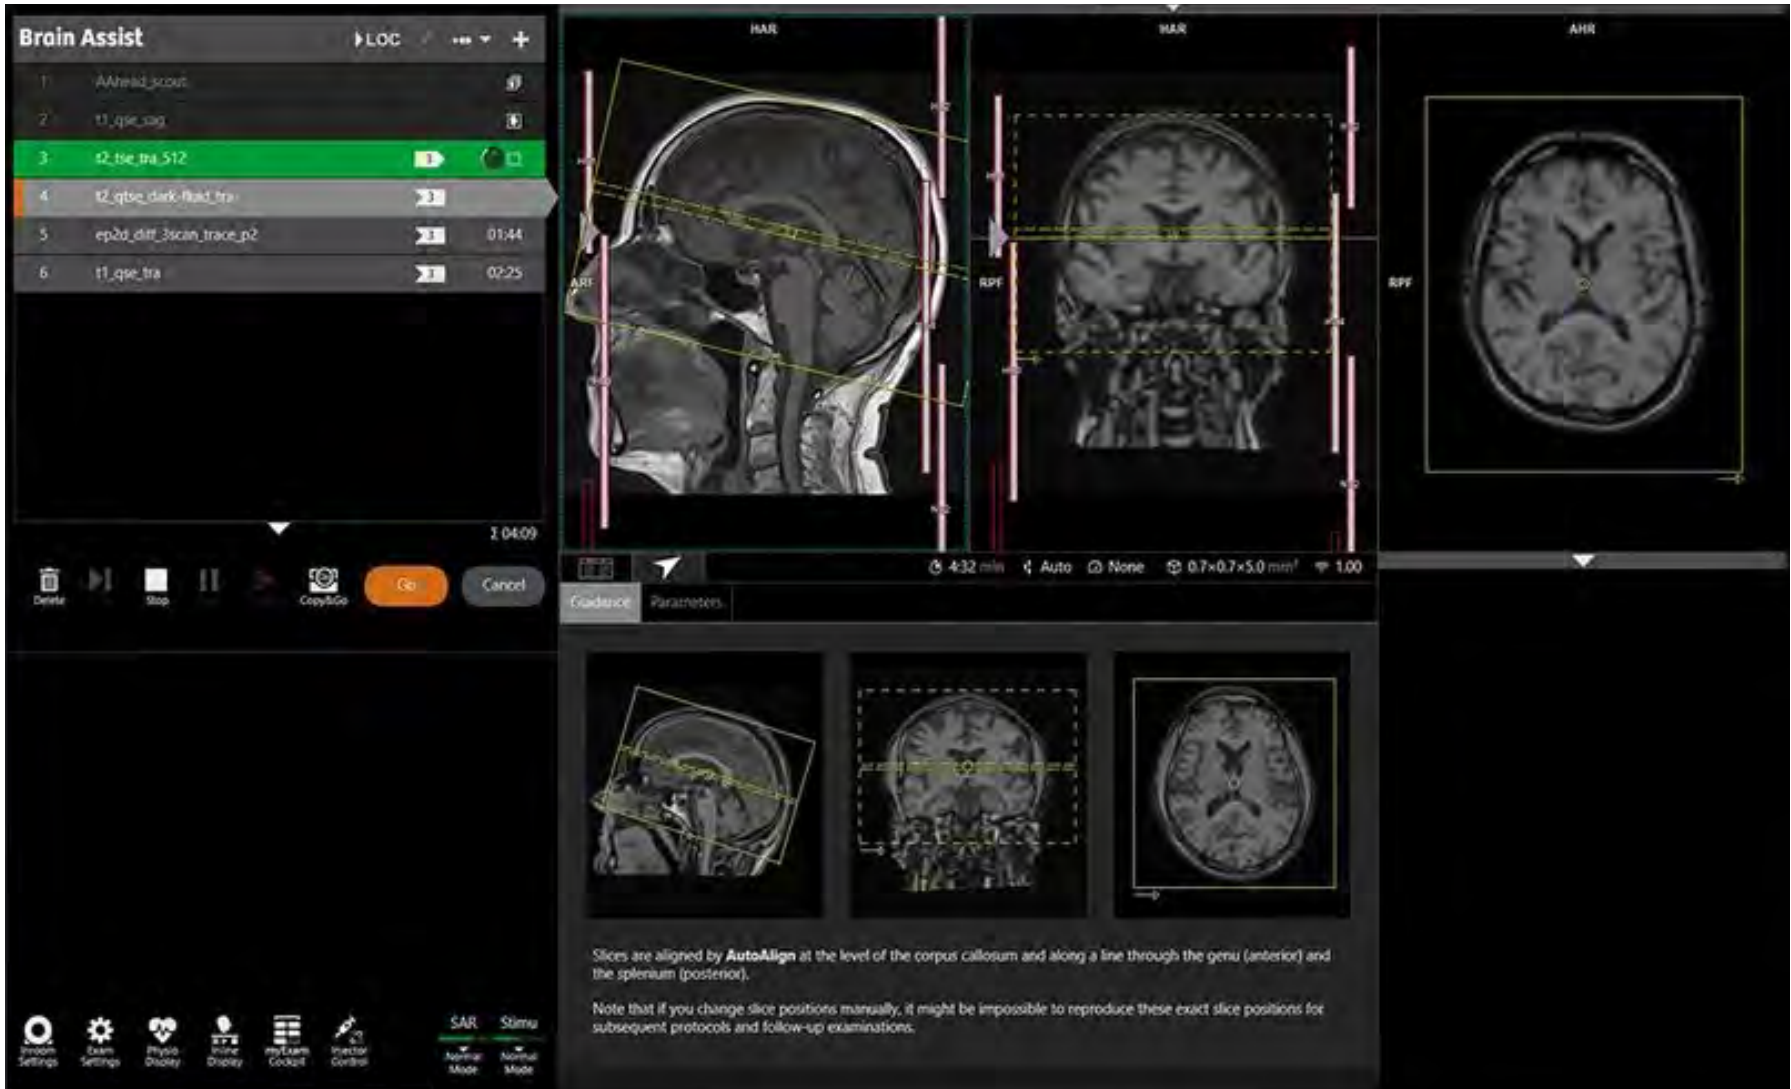 Brain Assist
LOC
1 AAhead_scout
2 t1_qse_sag
3 t2_tse_tra_512
4 t2_qtse_dark-fluid_tra
5 ep2d_diff_3scan_trace_p2 01:44
6 t1_qse_tra 02:25
Σ 04:09
Delete
Stop
Copy&Go
Go
Cancel
HAR
ARF
HAR
RPF
AHR
RPF
4:32 min Auto None 0.7×0.7×5.0 mm³ 1.00
Guidance Parameters
Slices are aligned by AutoAlign at the level of the corpus callosum and along a line through the genu (anterior) and
the splenium (posterior).
Note that if you change slice positions manually, it might be impossible to reproduce these exact slice positions for
subsequent protocols and follow-up examinations.
Inroom Settings
Exam Settings
Physio Display
Inline Display
myExam Cockpit
Injector Control
SAR Stimu
Normal Mode
Normal Mode